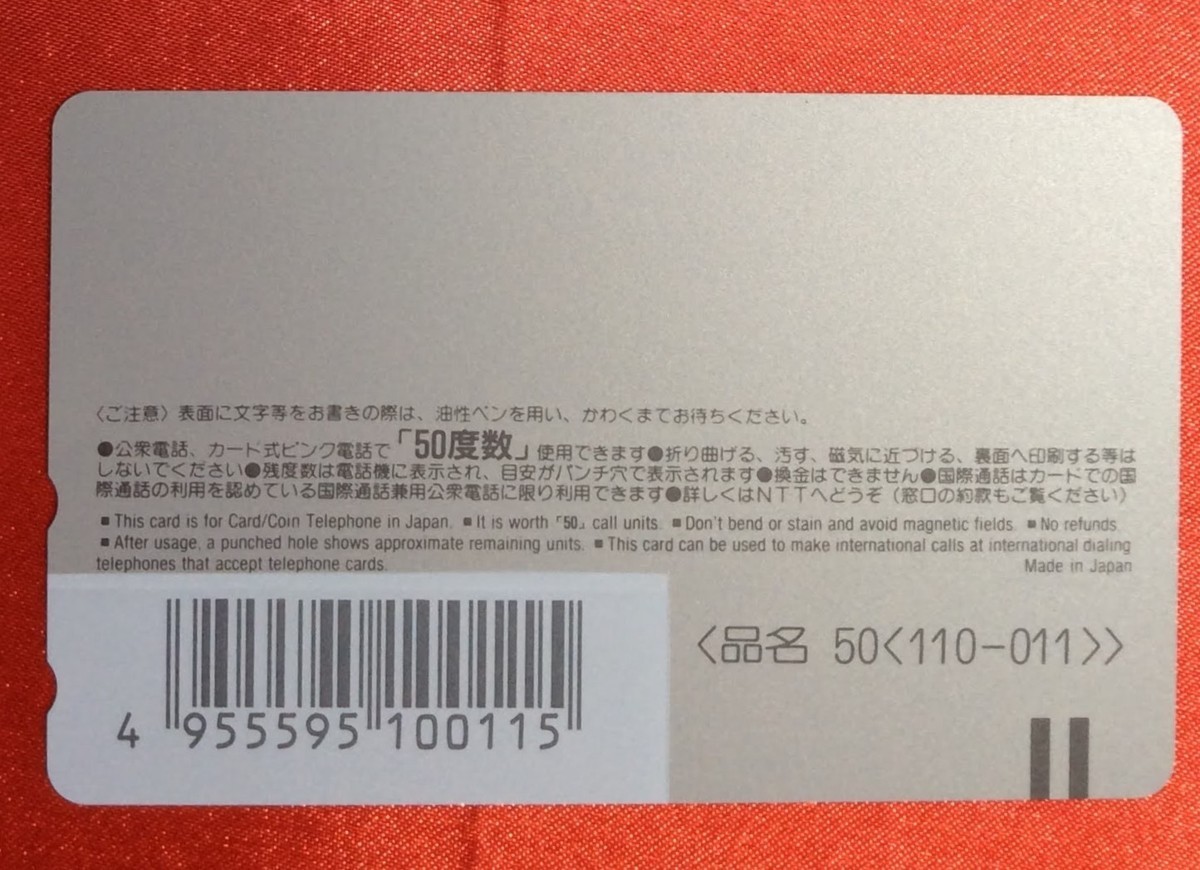 〈ご注意〉表面に文字等をお書きの際は、油性ペンを用い、かわくまでお待ちください。
●公衆電話、カード式ピンク電話で「50度数」使用できます●折り曲げる、汚す、磁気に近づける、裏面へ印刷する等は
しないでください●残度数は電話機に表示され、目安がパンチ穴で表示されます●換金はできません●国際通話はカードでの国
際通話の利用を認めている国際通話兼用公衆電話に限り利用できます●詳しくはNTTへどうぞ（窓口の約款もご覧ください）
■ This card is for Card/Coin Telephone in Japan. ■ It is worth「50」call units. ■ Don't bend or stain and avoid magnetic fields. ■ No refunds.
■ After usage, a punched hole shows approximate remaining units. ■ This card can be used to make international calls at international dialing
telephones that accept telephone cards. Made in Japan
〈品名 50〈110-011〉〉
4 955595 100115